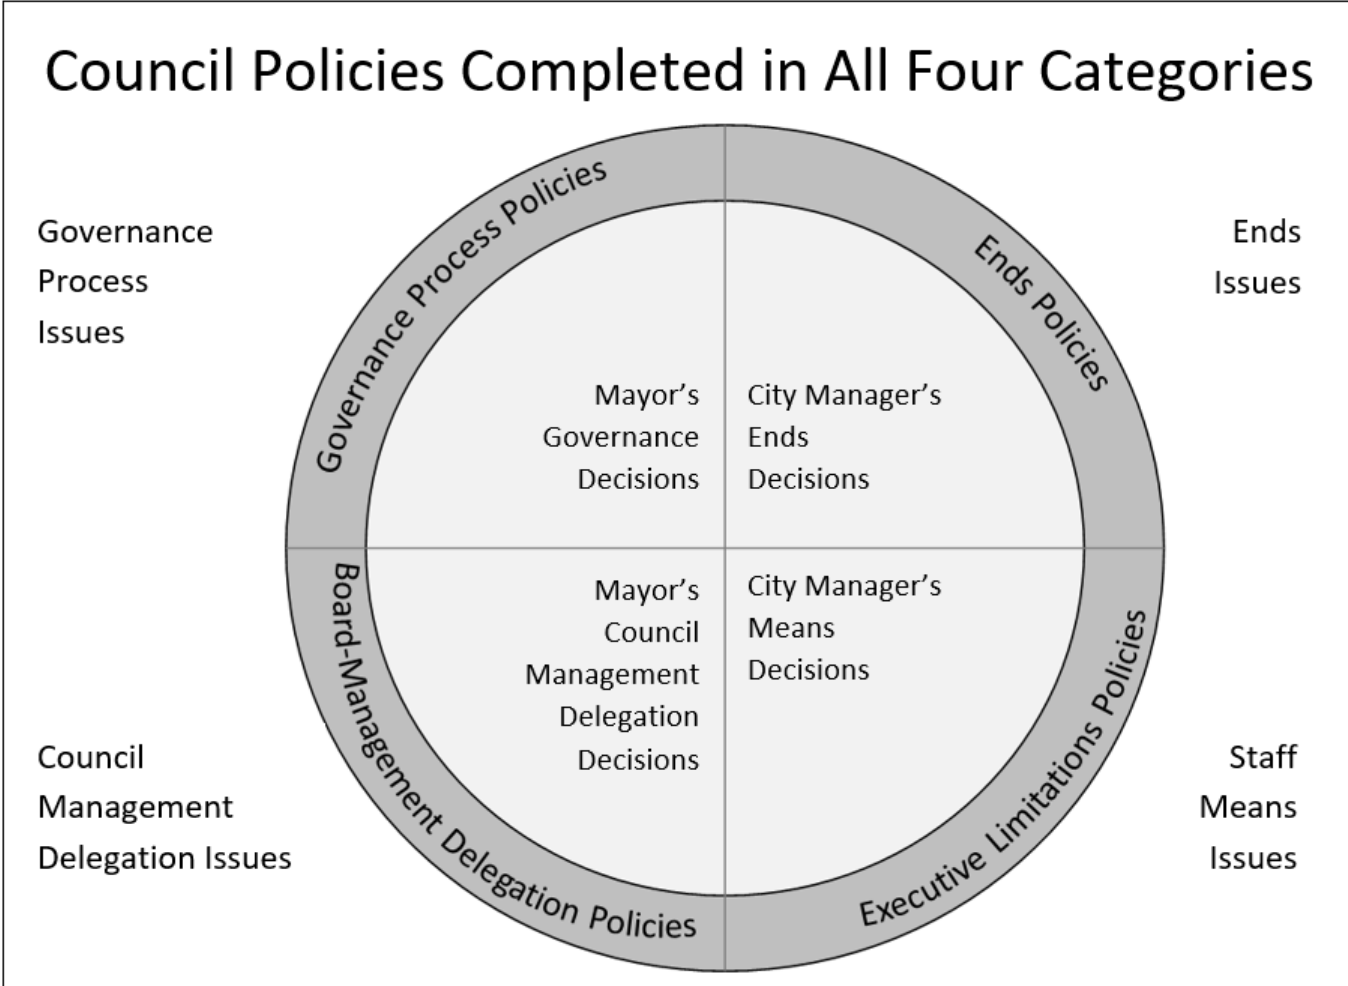 Council Policies Completed in All Four Categories
Governance
Process
Issues
Ends
Issues
Governance Process Policies
Ends Policies
Mayor’s
Governance
Decisions
City Manager’s
Ends
Decisions
Mayor’s
Council
Management
Delegation
Decisions
City Manager’s
Means
Decisions
Board-Management Delegation Policies
Executive Limitations Policies
Council
Management
Delegation Issues
Staff
Means
Issues